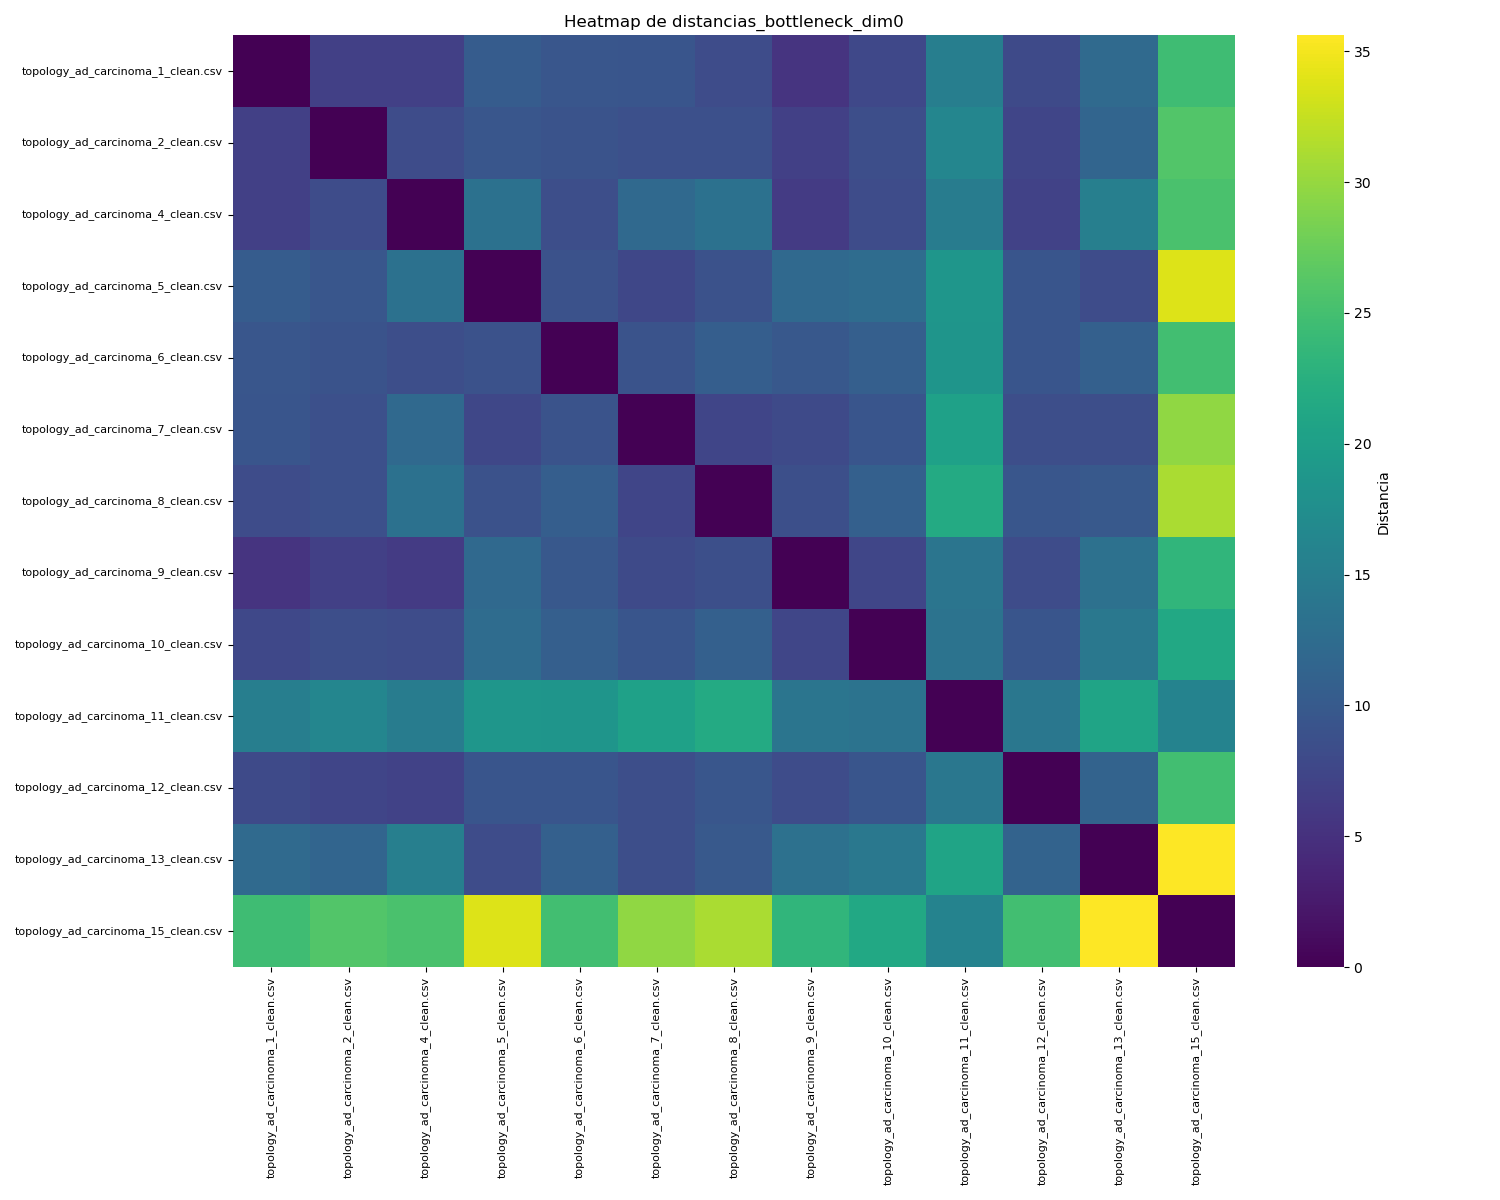 Heatmap de distancias_bottleneck_dim0
topology_ad_carcinoma_1_clean.csv
topology_ad_carcinoma_2_clean.csv
topology_ad_carcinoma_4_clean.csv
topology_ad_carcinoma_5_clean.csv
topology_ad_carcinoma_6_clean.csv
topology_ad_carcinoma_7_clean.csv
topology_ad_carcinoma_8_clean.csv
topology_ad_carcinoma_9_clean.csv
topology_ad_carcinoma_10_clean.csv
topology_ad_carcinoma_11_clean.csv
topology_ad_carcinoma_12_clean.csv
topology_ad_carcinoma_13_clean.csv
topology_ad_carcinoma_15_clean.csv
topology_ad_carcinoma_1_clean.csv
topology_ad_carcinoma_2_clean.csv
topology_ad_carcinoma_4_clean.csv
topology_ad_carcinoma_5_clean.csv
topology_ad_carcinoma_6_clean.csv
topology_ad_carcinoma_7_clean.csv
topology_ad_carcinoma_8_clean.csv
topology_ad_carcinoma_9_clean.csv
topology_ad_carcinoma_10_clean.csv
topology_ad_carcinoma_11_clean.csv
topology_ad_carcinoma_12_clean.csv
topology_ad_carcinoma_13_clean.csv
topology_ad_carcinoma_15_clean.csv
35
30
25
20
15
10
5
0
Distancia